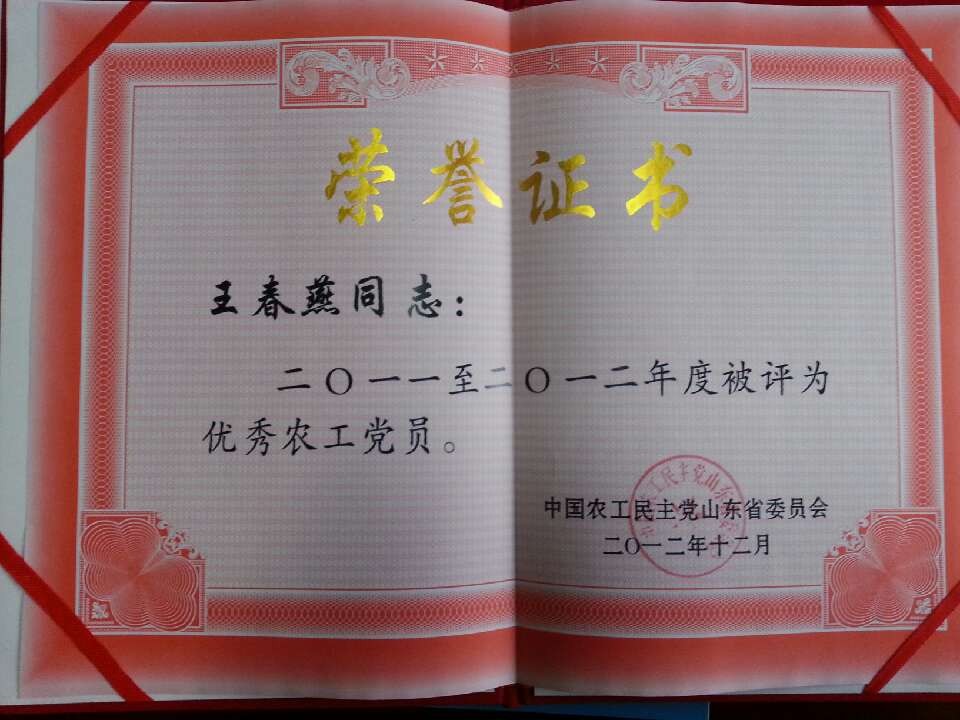 荣誉证书
王春燕同志：
二〇一一至二〇一二年度被评为
优秀农工党员。
中国农工民主党山东省委员会
二〇一二年十二月